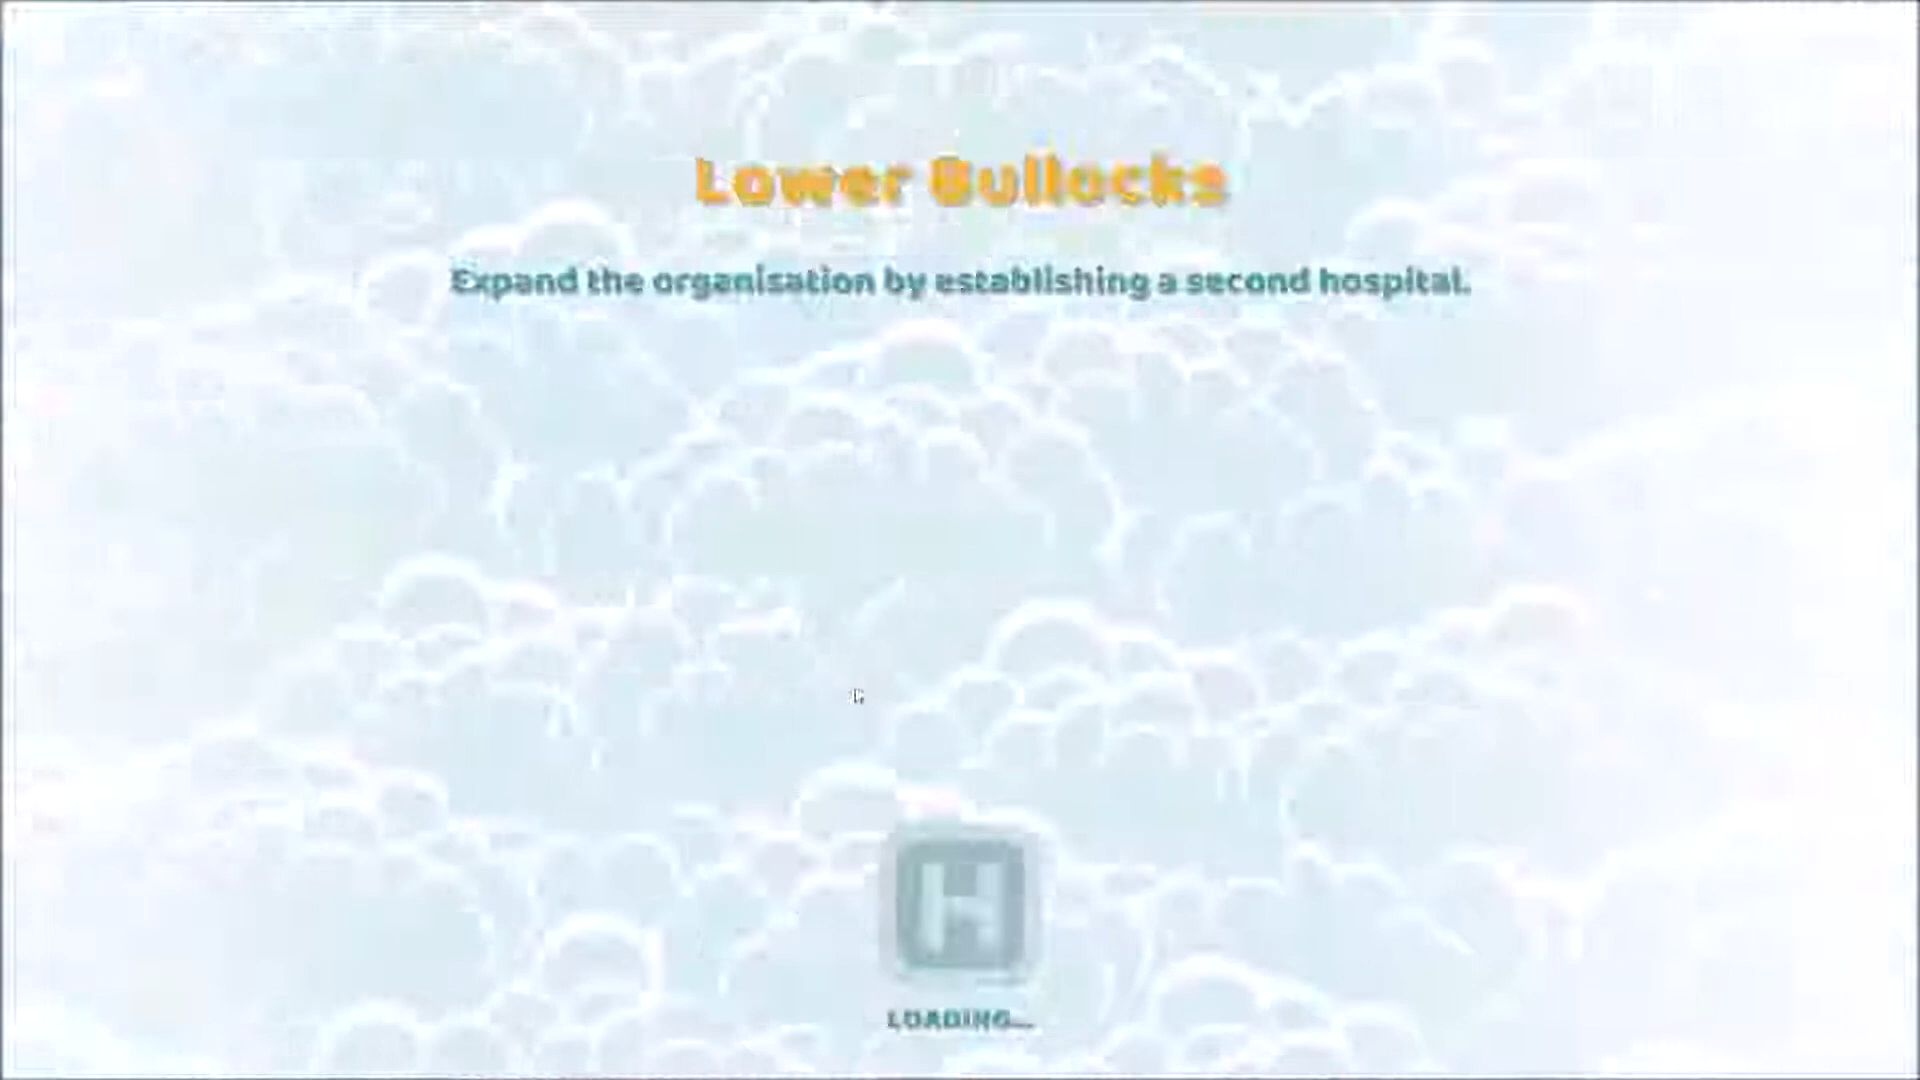 Lower Bullocks
Expand the organisation by establishing a second hospital.
H
LOADING...